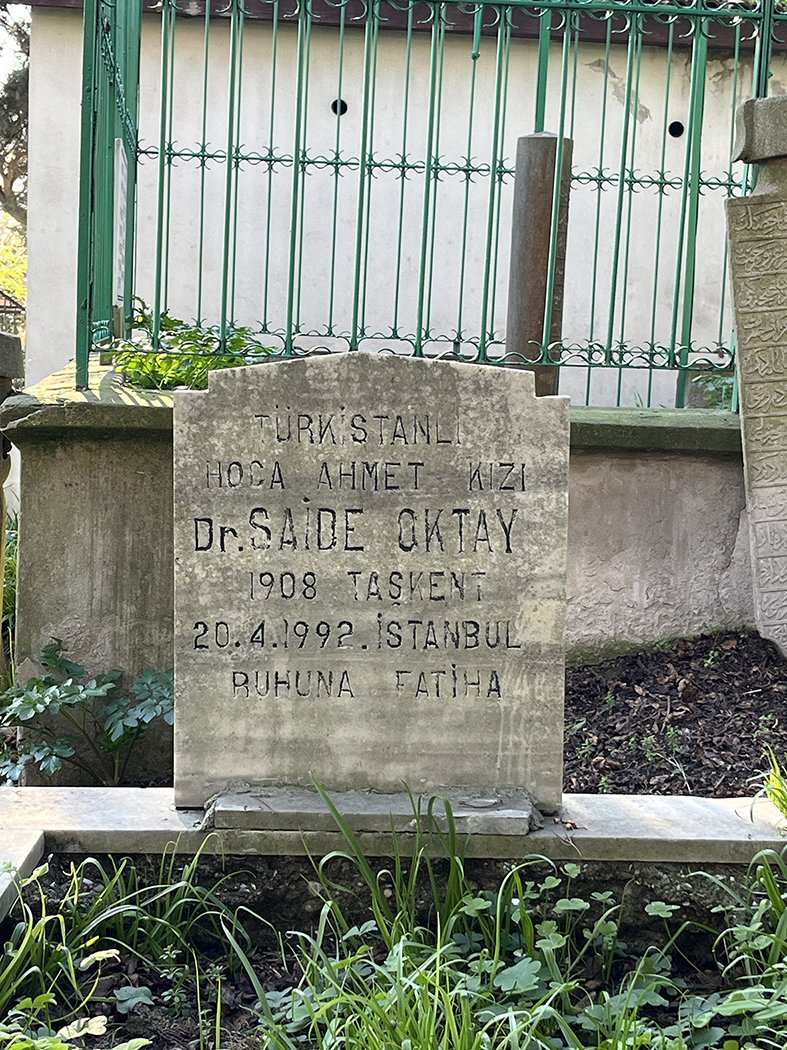 TÜRKİSTANLI
HOCA AHMET KIZI
Dr. SAİDE OKTAY
1908 TAŞKENT
20.4.1992.İSTANBUL
RUHUNA FATİHA